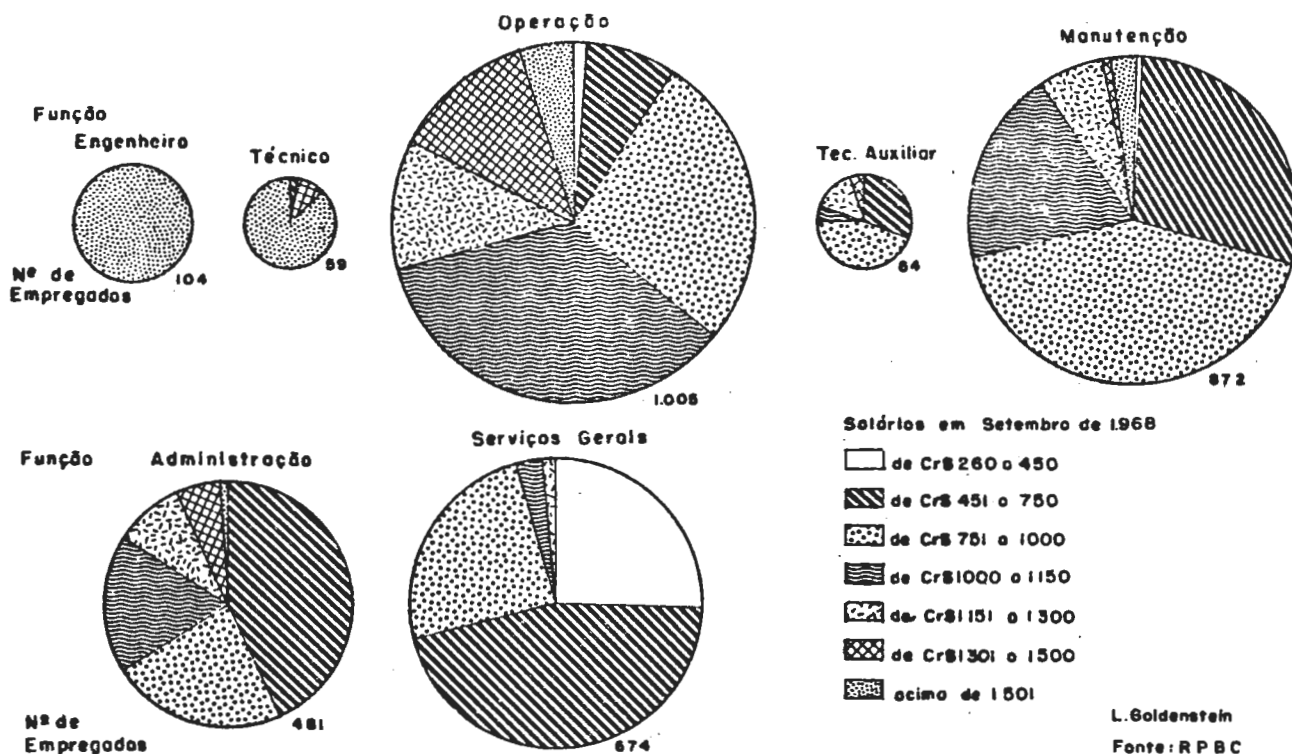 Operação
Manutenção
Função
Engenheiro
Técnico
Tec. Auxiliar
Nº de
Empregados
104
59
1.005
64
872
Função
Administração
Serviços Gerais
Nº de
Empregados
461
674
Salários em Setembro de 1.968
de Cr$ 260 a 450
de Cr$ 451 a 750
de Cr$ 751 a 1000
de Cr$ 1000 a 1150
de Cr$ 1151 a 1300
de Cr$ 1301 a 1500
acima de 1501
L. Goldenstein
Fonte: R P B C